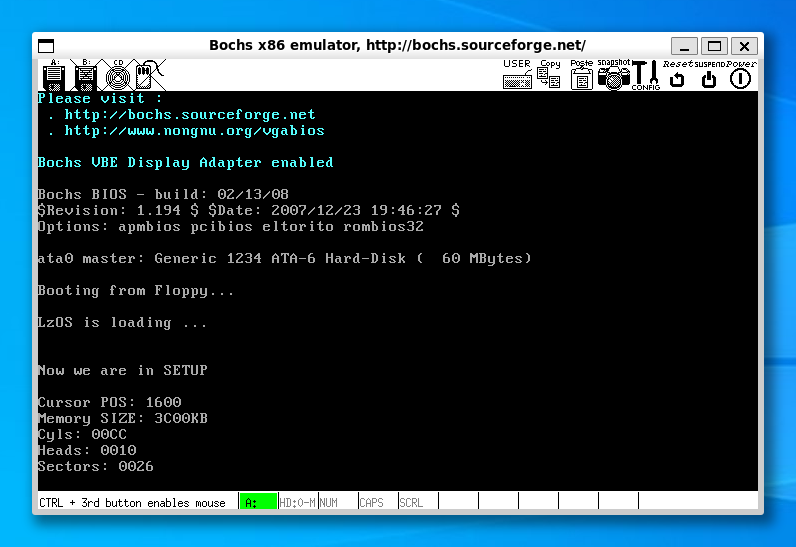 Bochs x86 emulator, http://bochs.sourceforge.net/
A: B: CD USER Copy Paste Snapshot CONFIG Reset SUSPEND Power
Please visit :
. http://bochs.sourceforge.net
. http://www.nongnu.org/vgabios
Bochs VBE Display Adapter enabled
Bochs BIOS - build: 02/13/08
$Revision: 1.194 $ $Date: 2007/12/23 19:46:27 $
Options: apmbios pcibios eltorito rombios32
ata0 master: Generic 1234 ATA-6 Hard-Disk (  60 MBytes)
Booting from Floppy...
LzOS is loading ...
Now we are in SETUP
Cursor POS: 1600
Memory SIZE: 3C00KB
Cyls: 00CC
Heads: 0010
Sectors: 0026
CTRL + 3rd button enables mouse A: HD:0-M NUM CAPS SCRL